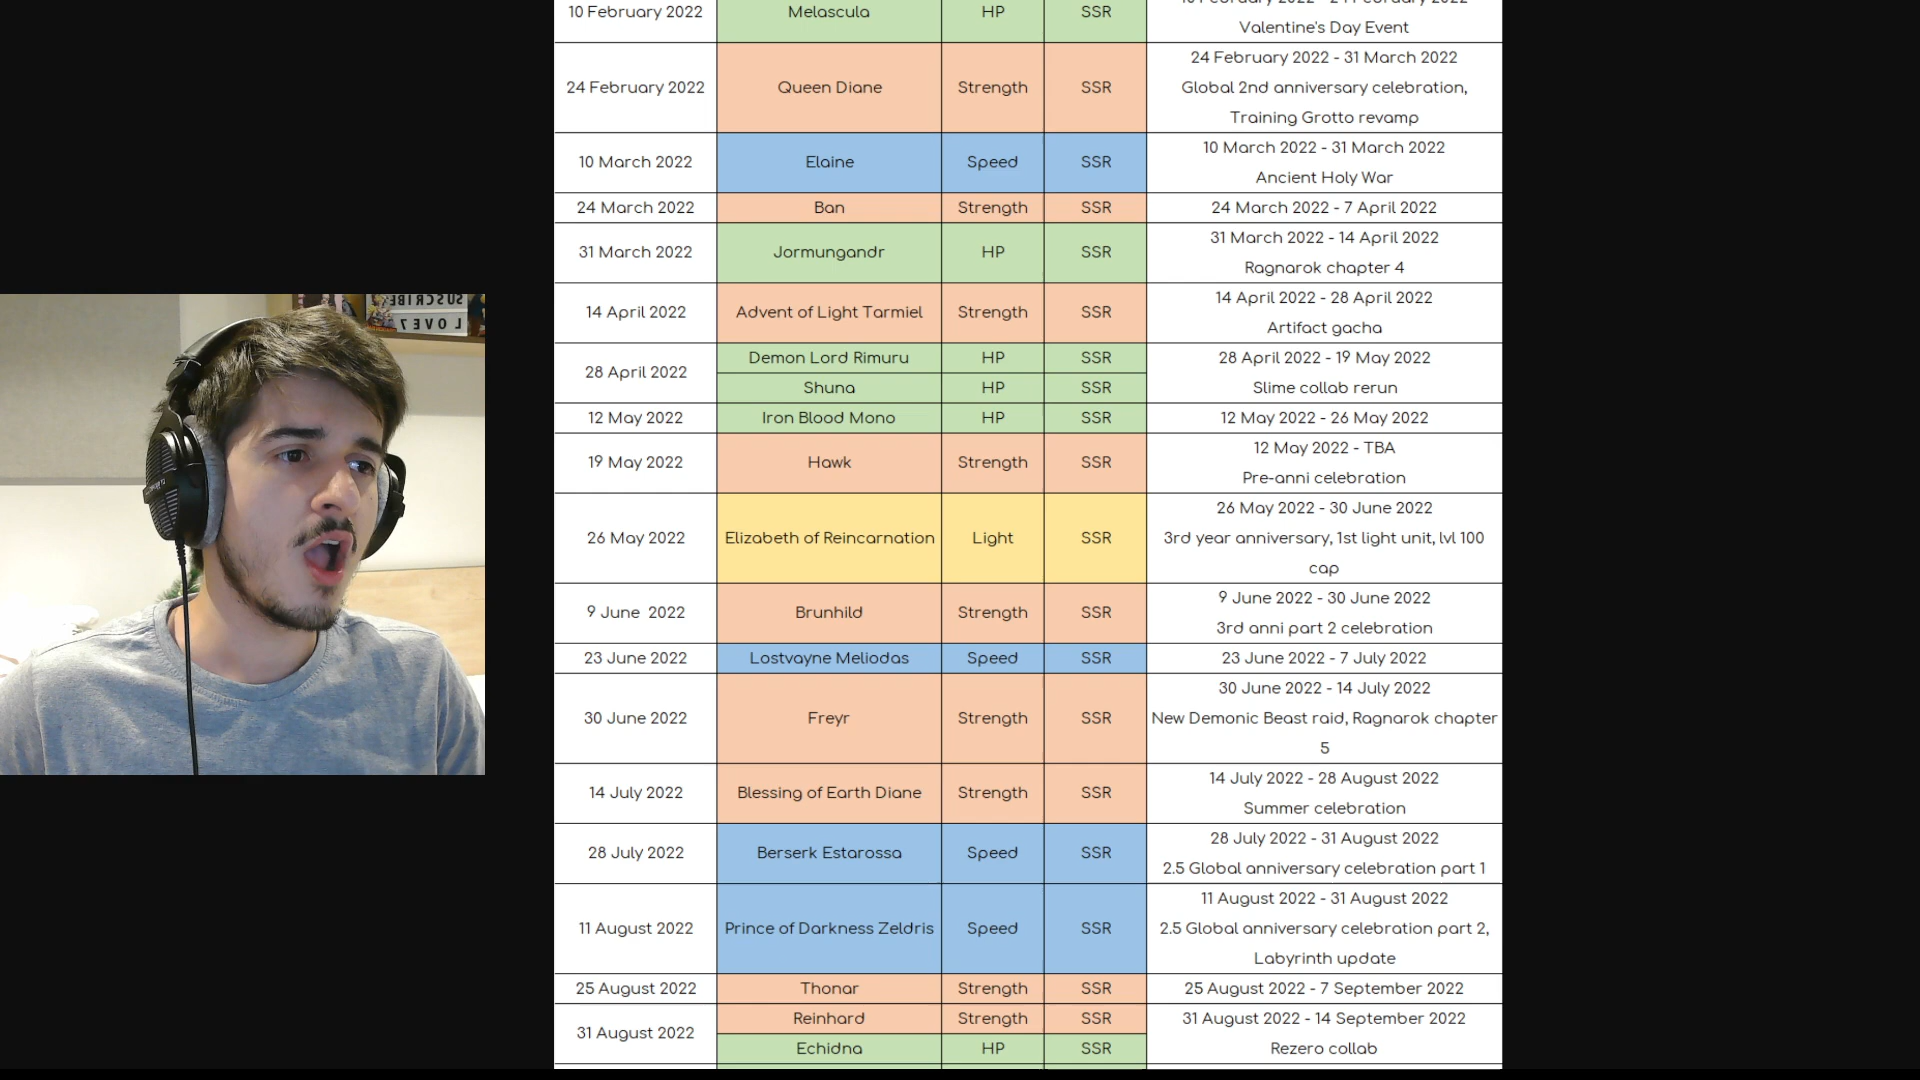 10 February 2022 Melascula HP SSR
Valentine's Day Event
24 February 2022 Queen Diane Strength SSR
24 February 2022 - 31 March 2022
Global 2nd anniversary celebration,
Training Grotto revamp
10 March 2022 Elaine Speed SSR
10 March 2022 - 31 March 2022
Ancient Holy War
24 March 2022 Ban Strength SSR 24 March 2022 - 7 April 2022
31 March 2022 Jormungandr HP SSR
31 March 2022 - 14 April 2022
Ragnarok chapter 4
14 April 2022 Advent of Light Tarmiel Strength SSR
14 April 2022 - 28 April 2022
Artifact gacha
28 April 2022
Demon Lord Rimuru HP SSR
Shuna HP SSR
28 April 2022 - 19 May 2022
Slime collab rerun
12 May 2022 Iron Blood Mono HP SSR 12 May 2022 - 26 May 2022
19 May 2022 Hawk Strength SSR
12 May 2022 - TBA
Pre-anni celebration
26 May 2022 Elizabeth of Reincarnation Light SSR
26 May 2022 - 30 June 2022
3rd year anniversary, 1st light unit, lvl 100
cap
9 June 2022 Brunhild Strength SSR
9 June 2022 - 30 June 2022
3rd anni part 2 celebration
23 June 2022 Lostvayne Meliodas Speed SSR 23 June 2022 - 7 July 2022
30 June 2022 Freyr Strength SSR
30 June 2022 - 14 July 2022
New Demonic Beast raid, Ragnarok chapter
5
14 July 2022 Blessing of Earth Diane Strength SSR
14 July 2022 - 28 August 2022
Summer celebration
28 July 2022 Berserk Estarossa Speed SSR
28 July 2022 - 31 August 2022
2.5 Global anniversary celebration part 1
11 August 2022 Prince of Darkness Zeldris Speed SSR
11 August 2022 - 31 August 2022
2.5 Global anniversary celebration part 2,
Labyrinth update
25 August 2022 Thonar Strength SSR 25 August 2022 - 7 September 2022
31 August 2022
Reinhard Strength SSR
Echidna HP SSR
31 August 2022 - 14 September 2022
Rezero collab
SUSCRIBE
LOVE 7